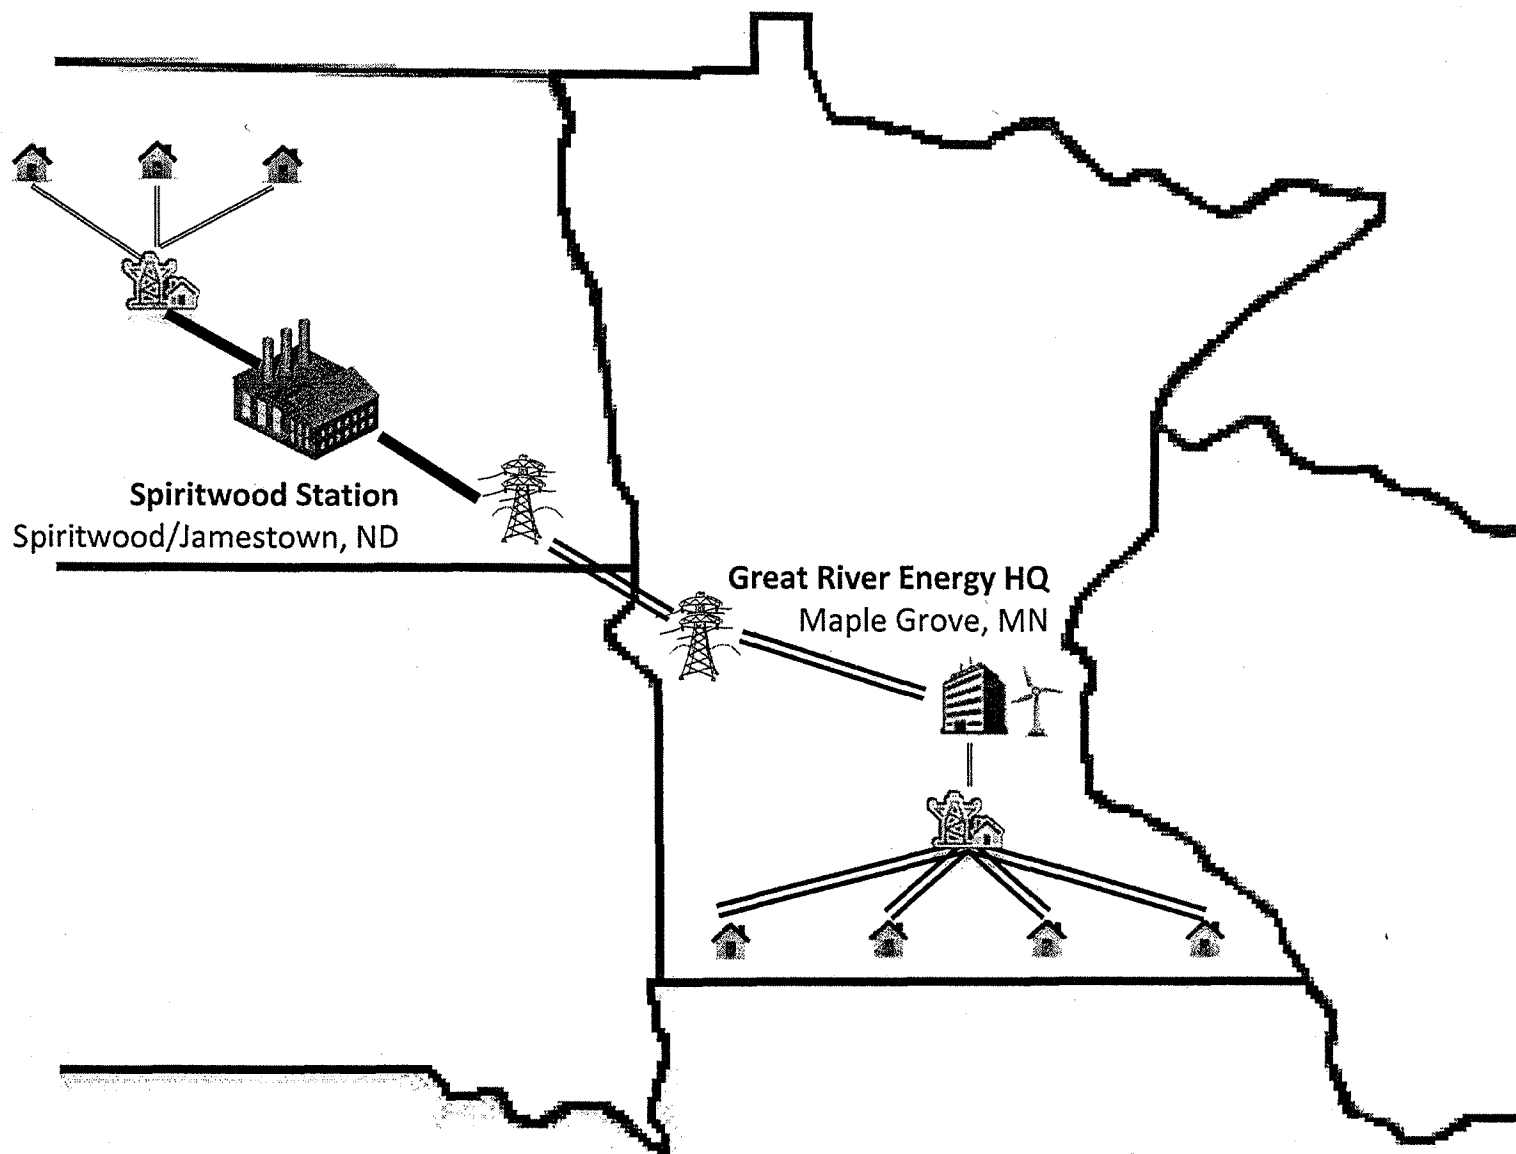 Spiritwood Station
Spiritwood/Jamestown, ND
Great River Energy HQ
Maple Grove, MN